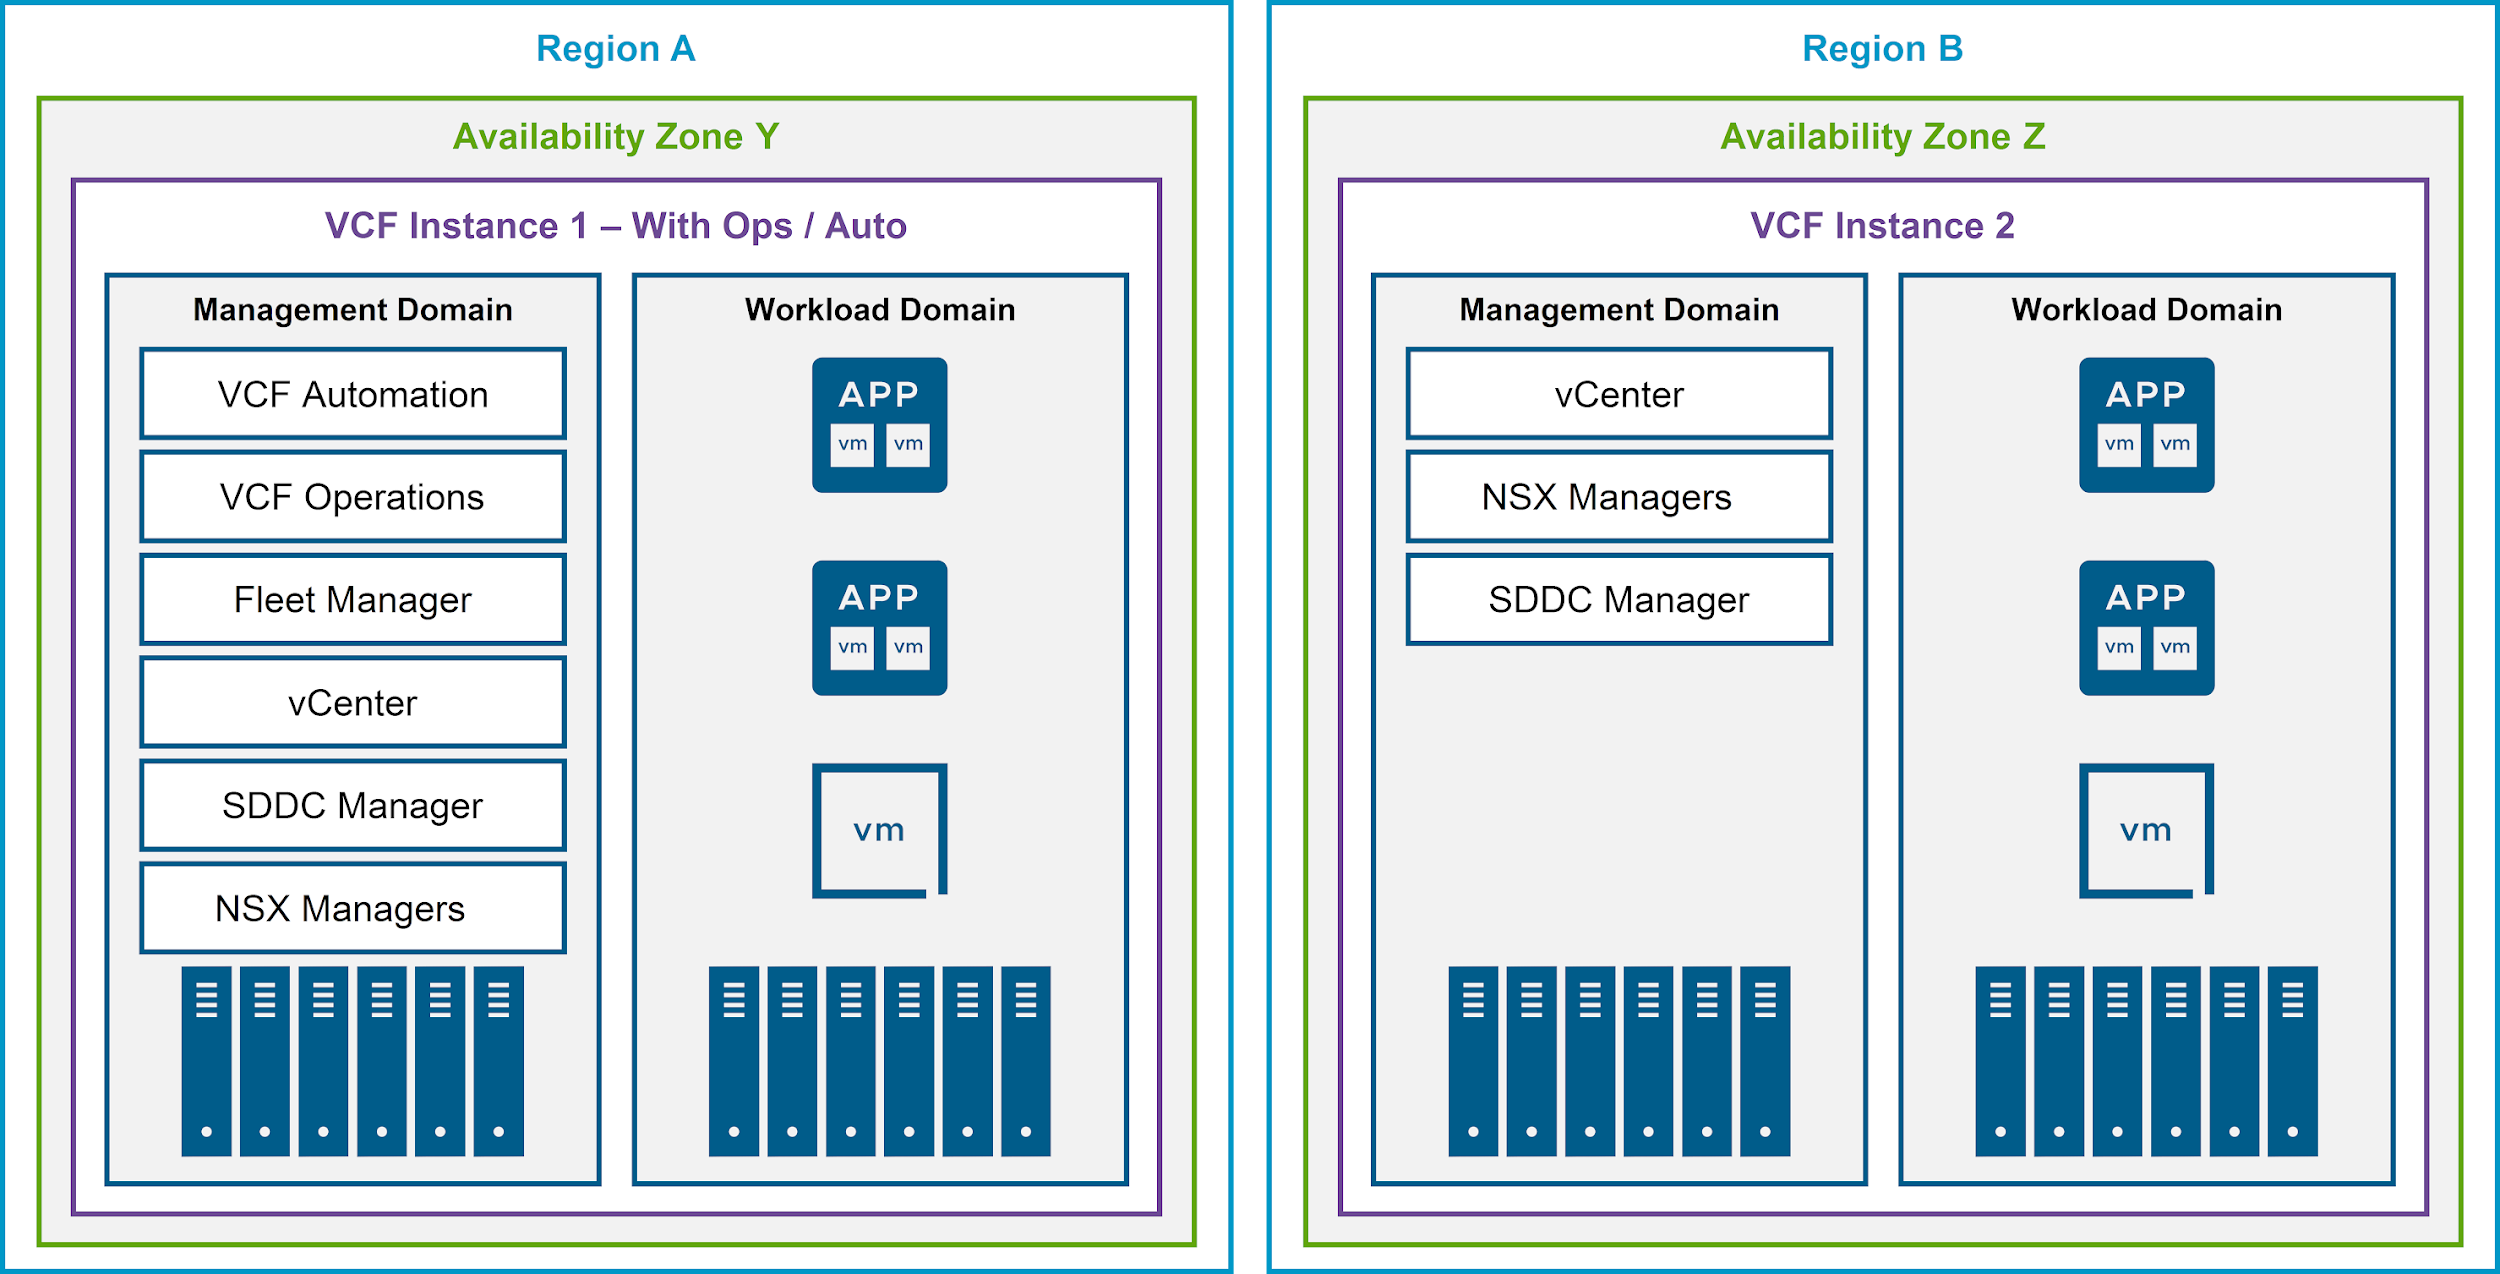 Region A
Availability Zone Y
VCF Instance 1 – With Ops / Auto
Management Domain
VCF Automation
VCF Operations
Fleet Manager
vCenter
SDDC Manager
NSX Managers
Workload Domain
APP
vm vm
APP
vm vm
vm
Region B
Availability Zone Z
VCF Instance 2
Management Domain
vCenter
NSX Managers
SDDC Manager
Workload Domain
APP
vm vm
APP
vm vm
vm